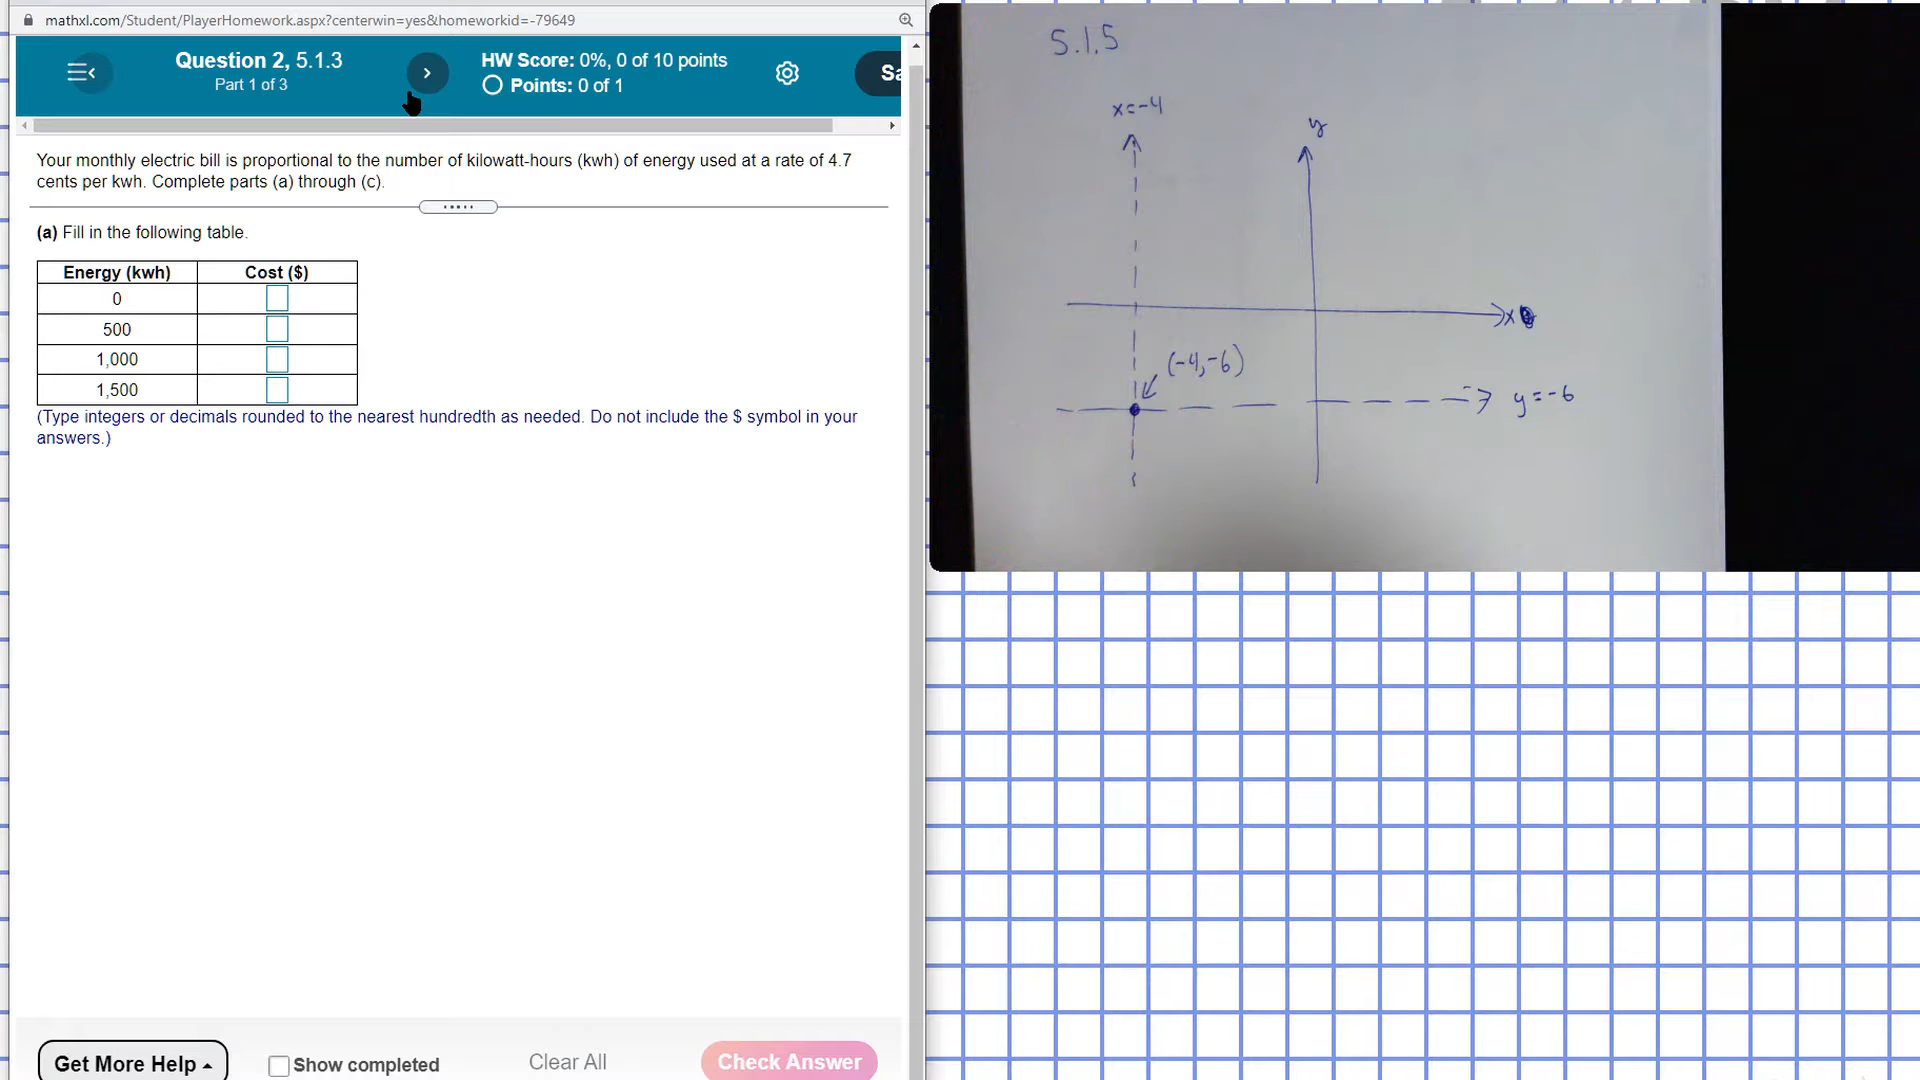 mathxl.com/Student/PlayerHomework.aspx?centerwin=yes&homeworkid=-79649
Question 2, 5.1.3
Part 1 of 3
HW Score: 0%, 0 of 10 points
Points: 0 of 1
Sa
Your monthly electric bill is proportional to the number of kilowatt-hours (kwh) of energy used at a rate of 4.7
cents per kwh. Complete parts (a) through (c).
(a) Fill in the following table.
Energy (kwh) Cost ($)
0
500
1,000
1,500
(Type integers or decimals rounded to the nearest hundredth as needed. Do not include the $ symbol in your
answers.)
Get More Help
Show completed
Clear All
Check Answer
5.1.5
x=-4
y
x
(-4,-6)
y=-6